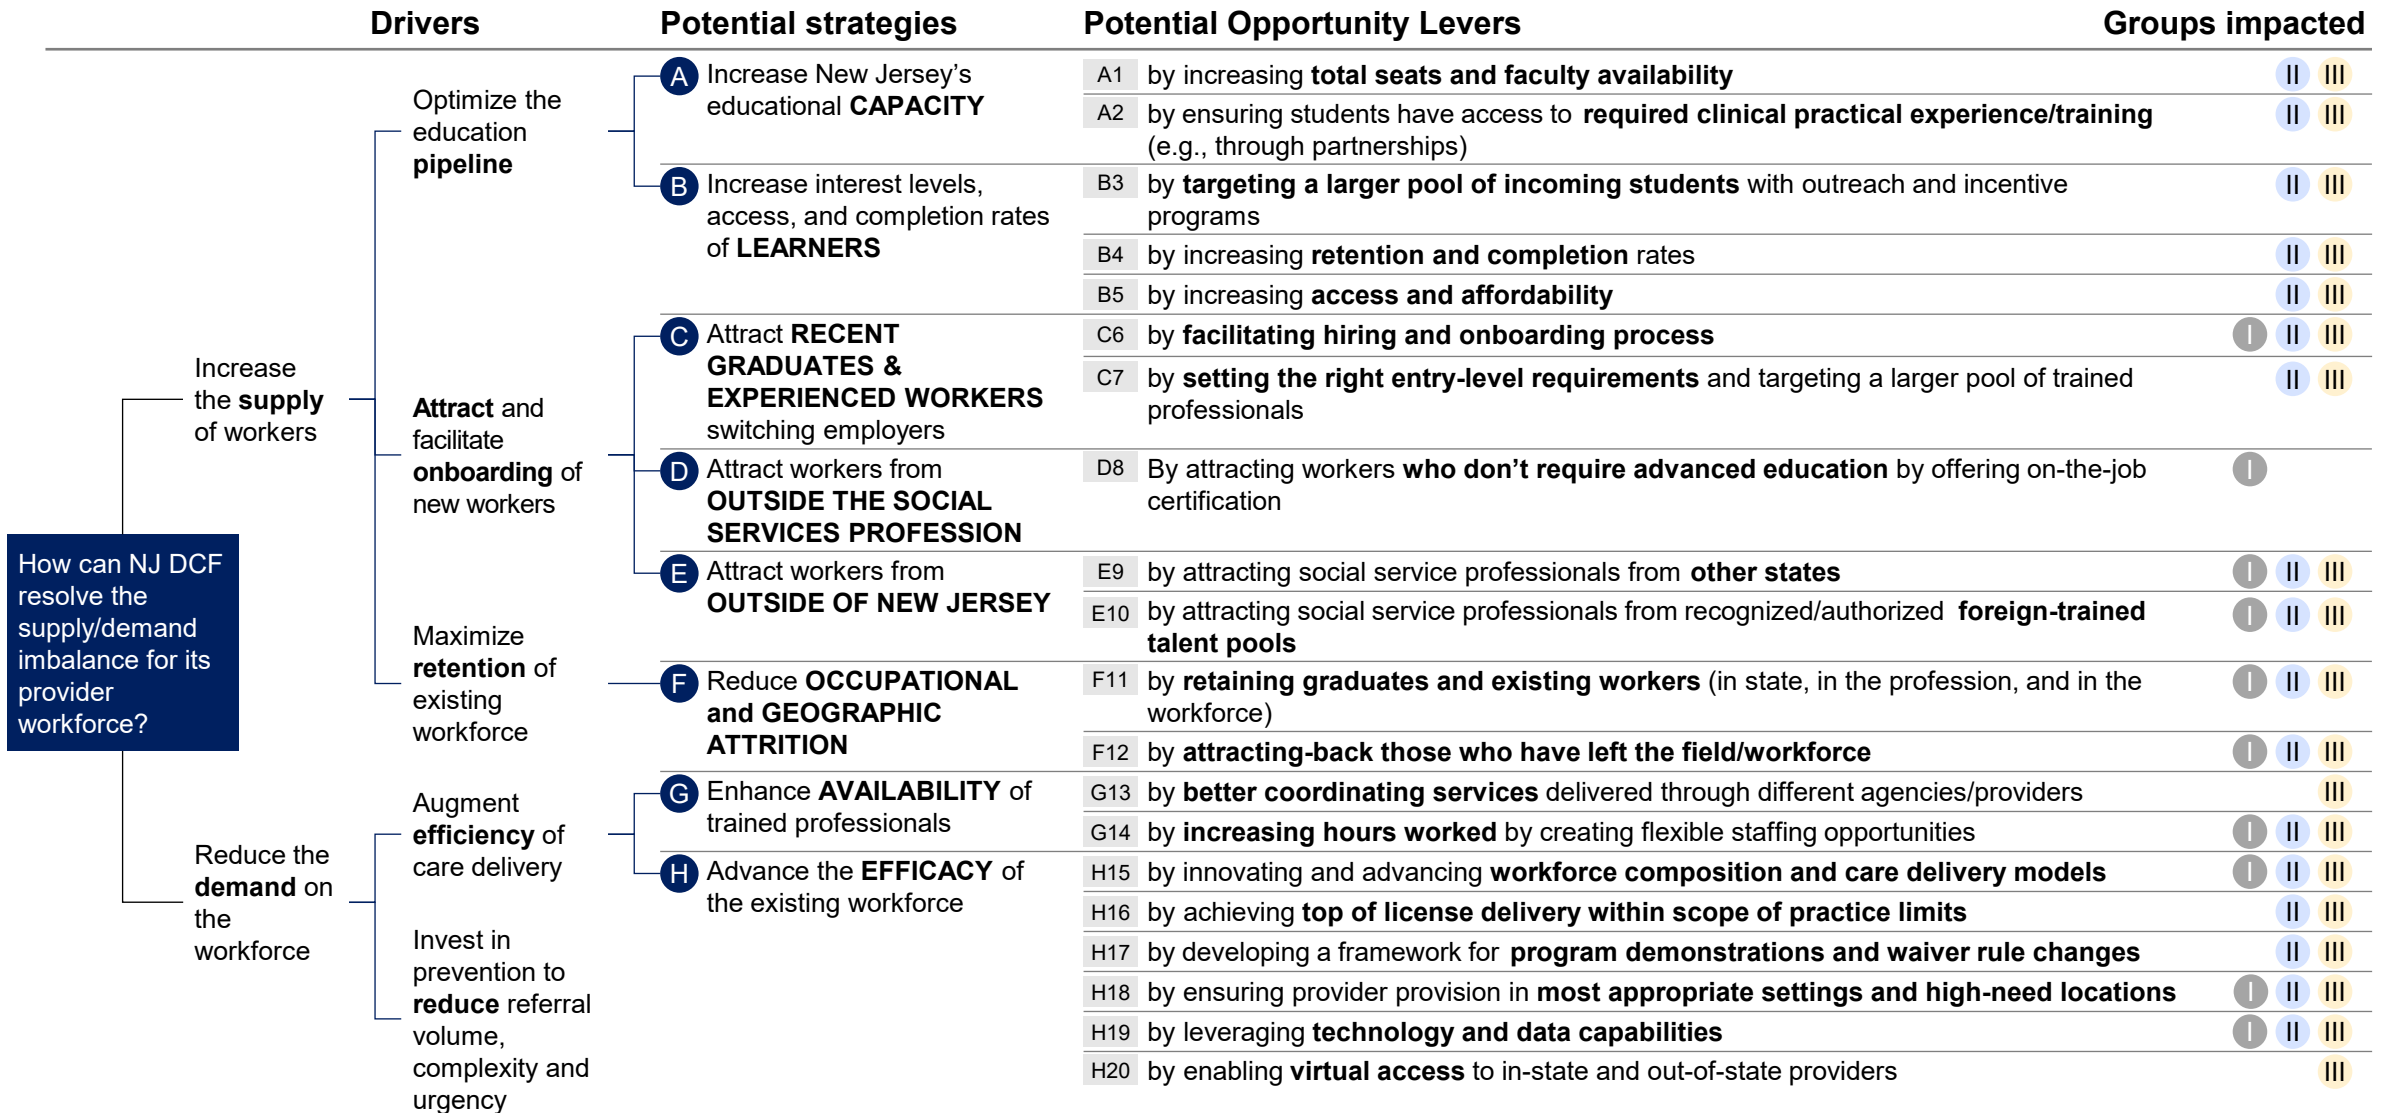 Drivers
Potential strategies
Potential Opportunity Levers
Groups impacted
How can NJ DCF
resolve the
supply/demand
imbalance for its
provider
workforce?
Increase
the supply
of workers
Optimize the
education
pipeline
A
Increase New Jersey’s
educational CAPACITY
A1 by increasing total seats and faculty availability II III
A2 by ensuring students have access to required clinical practical experience/training II III
(e.g., through partnerships)
B
Increase interest levels,
access, and completion rates
of LEARNERS
B3 by targeting a larger pool of incoming students with outreach and incentive II III
programs
B4 by increasing retention and completion rates II III
B5 by increasing access and affordability II III
Attract and
facilitate
onboarding of
new workers
C
Attract RECENT
GRADUATES &
EXPERIENCED WORKERS
switching employers
C6 by facilitating hiring and onboarding process I II III
C7 by setting the right entry-level requirements and targeting a larger pool of trained II III
professionals
D
Attract workers from
OUTSIDE THE SOCIAL
SERVICES PROFESSION
D8 By attracting workers who don’t require advanced education by offering on-the-job I
certification
E
Attract workers from
OUTSIDE OF NEW JERSEY
E9 by attracting social service professionals from other states I II III
E10 by attracting social service professionals from recognized/authorized foreign-trained I II III
talent pools
Maximize
retention of
existing
workforce
F
Reduce OCCUPATIONAL
and GEOGRAPHIC
ATTRITION
F11 by retaining graduates and existing workers (in state, in the profession, and in the I II III
workforce)
F12 by attracting-back those who have left the field/workforce I II III
Reduce the
demand on
the
workforce
Augment
efficiency of
care delivery
G
Enhance AVAILABILITY of
trained professionals
G13 by better coordinating services delivered through different agencies/providers III
G14 by increasing hours worked by creating flexible staffing opportunities I II III
H
Advance the EFFICACY of
the existing workforce
H15 by innovating and advancing workforce composition and care delivery models I II III
H16 by achieving top of license delivery within scope of practice limits II III
H17 by developing a framework for program demonstrations and waiver rule changes II III
H18 by ensuring provider provision in most appropriate settings and high-need locations I II III
H19 by leveraging technology and data capabilities I II III
H20 by enabling virtual access to in-state and out-of-state providers III
Invest in
prevention to
reduce referral
volume,
complexity and
urgency